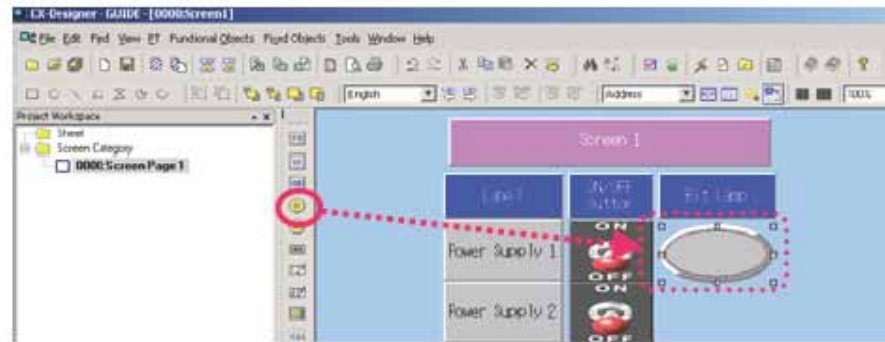 CX-Designer - GUIDE - [0000:Screen1]
File Edit Find View PT Functional Objects Fixed Objects Tools Window Help
English
Address
100%
Project Workspace
Sheet
Screen Category
0000:Screen Page 1
Screen 1
Label
ON/OFF
button
Bit lamp
Power Supply 1
ON
OFF
Power Supply 2
ON
OFF